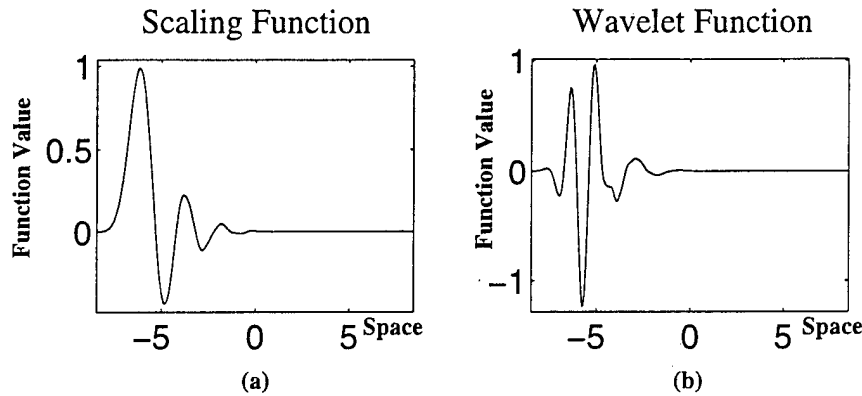 Scaling Function
Wavelet Function
Function Value
1
0.5
0
−5
0
5
Space
(a)
Function Value
1
0
−1
−5
0
5
Space
(b)